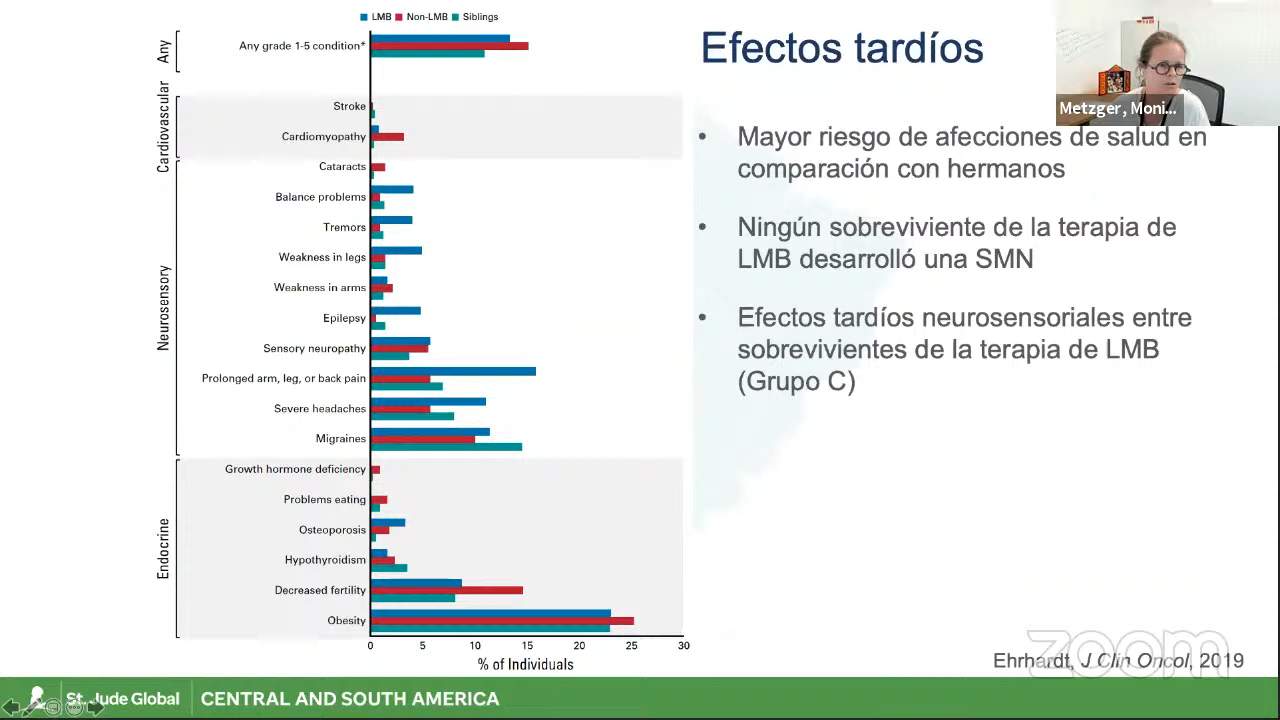 LMB Non-LMB Siblings
Any
Any grade 1-5 condition*
Cardiovascular
Stroke
Cardiomyopathy
Neurosensory
Cataracts
Balance problems
Tremors
Weakness in legs
Weakness in arms
Epilepsy
Sensory neuropathy
Prolonged arm, leg, or back pain
Severe headaches
Migraines
Endocrine
Growth hormone deficiency
Problems eating
Osteoporosis
Hypothyroidism
Decreased fertility
Obesity
0 5 10 15 20 25 30
% of Individuals
Efectos tardíos
Metzger, Moni...
• Mayor riesgo de afecciones de salud en
comparación con hermanos
• Ningún sobreviviente de la terapia de
LMB desarrolló una SMN
• Efectos tardíos neurosensoriales entre
sobrevivientes de la terapia de LMB
(Grupo C)
zoom
Ehrhardt, J Clin Oncol, 2019
St. Jude Global
CENTRAL AND SOUTH AMERICA